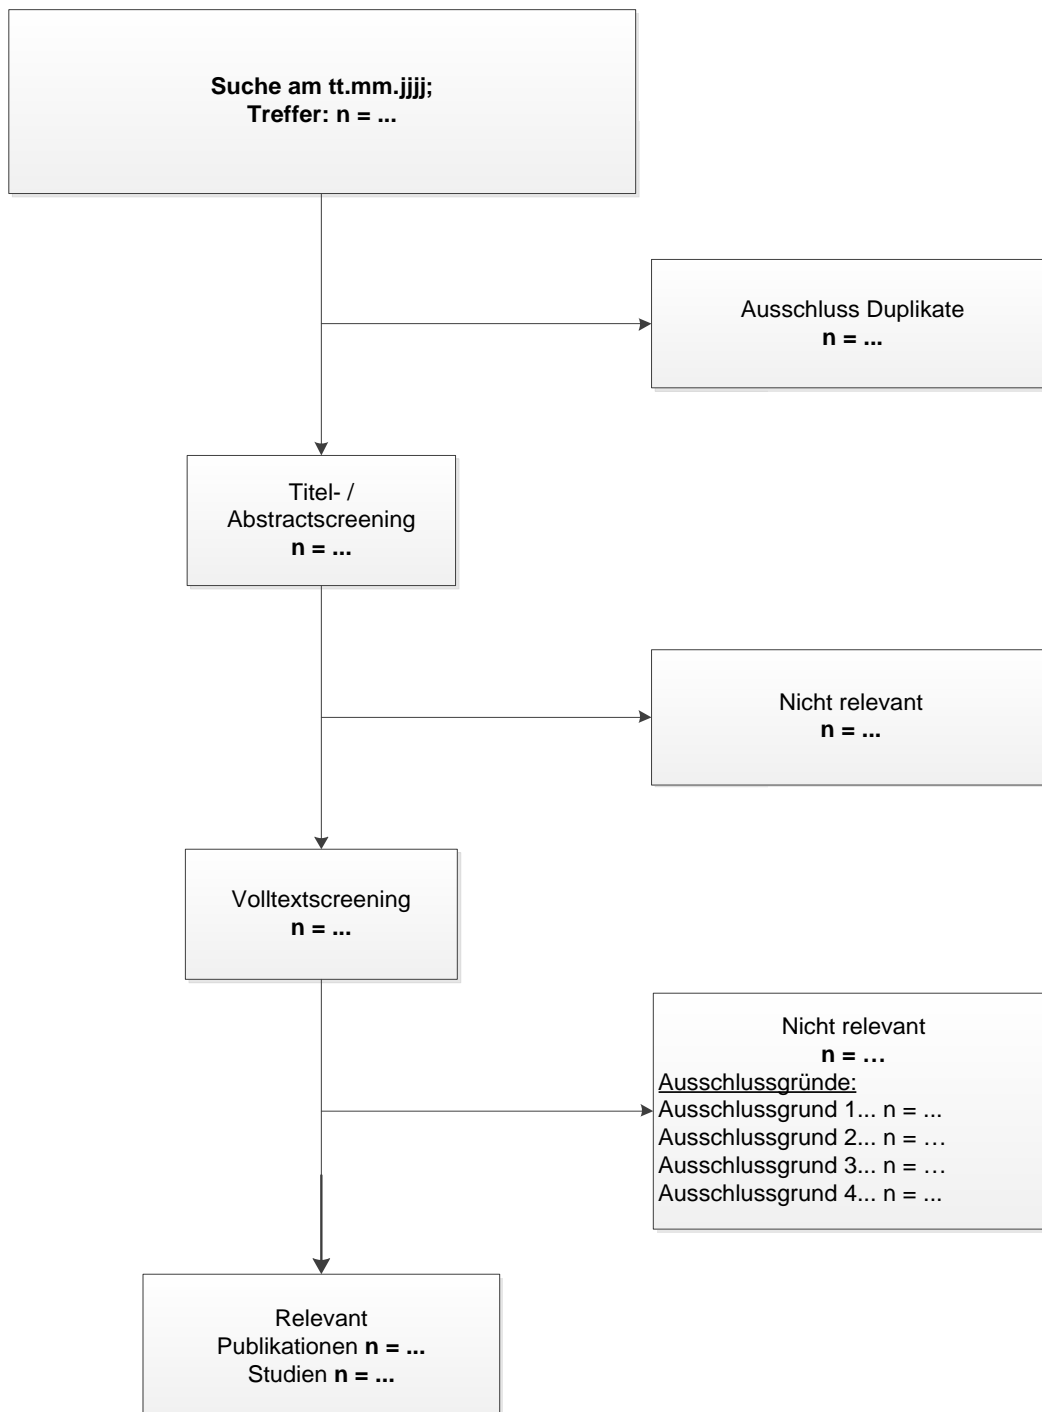 Suche am tt.mm.jjjj;
Treffer: n = ...
Ausschluss Duplikate
n = ...
Titel- /
Abstractscreening
n = ...
Nicht relevant
n = ...
Volltextscreening
n = ...
Nicht relevant
n = …
Ausschlussgründe:
Ausschlussgrund 1... n = ...
Ausschlussgrund 2... n = …
Ausschlussgrund 3... n = …
Ausschlussgrund 4... n = ...
Relevant
Publikationen n = ...
Studien n = ...